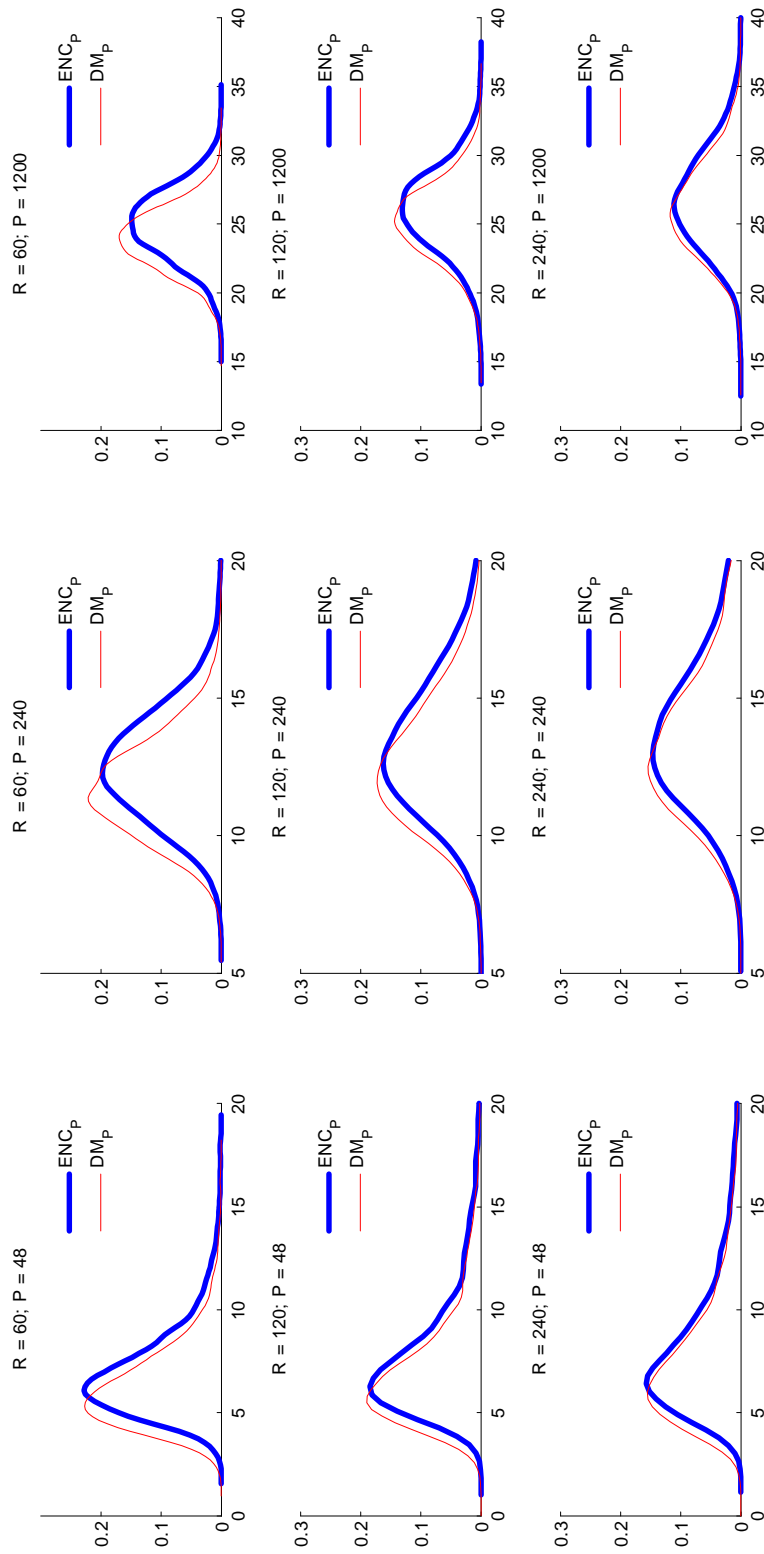 R = 60; P = 48
ENC_P
DM_P
0.2
0.1
0
0 5 10 15 20
R = 60; P = 240
ENC_P
DM_P
0.2
0.1
0
5 10 15 20
R = 60; P = 1200
ENC_P
DM_P
0.2
0.1
0
10 15 20 25 30 35 40
R = 120; P = 48
ENC_P
DM_P
0.3
0.2
0.1
0
0 5 10 15 20
R = 120; P = 240
ENC_P
DM_P
0.3
0.2
0.1
0
5 10 15 20
R = 120; P = 1200
ENC_P
DM_P
0.3
0.2
0.1
0
10 15 20 25 30 35 40
R = 240; P = 48
ENC_P
DM_P
0.3
0.2
0.1
0
0 5 10 15 20
R = 240; P = 240
ENC_P
DM_P
0.3
0.2
0.1
0
5 10 15 20
R = 240; P = 1200
ENC_P
DM_P
0.3
0.2
0.1
0
10 15 20 25 30 35 40